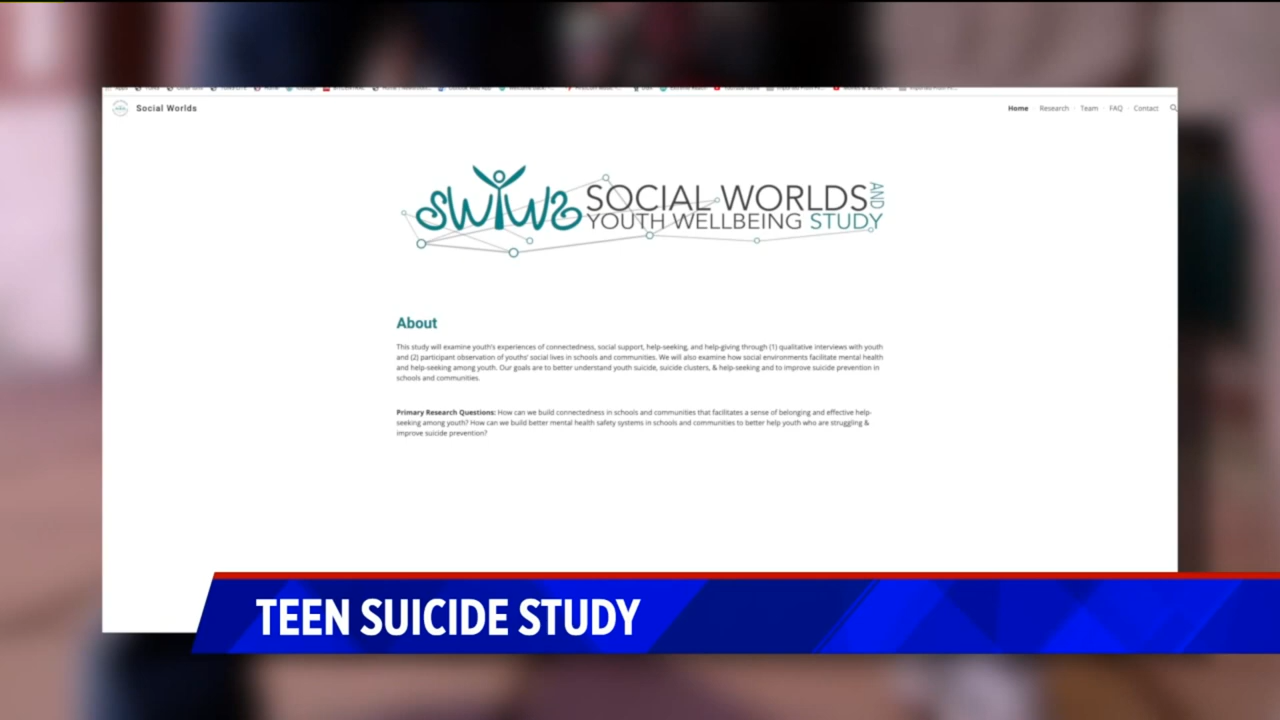 Social Worlds
Home Research Team FAQ Contact
SWYWS SOCIAL WORLDS AND
YOUTH WELLBEING STUDY
About
This study will examine youth's experiences of connectedness, social support, help-seeking, and help-giving through (1) qualitative interviews with youth
and (2) participant observation of youths' social lives in schools and communities. We will also examine how social environments facilitate mental health
and help-seeking among youth. Our goals are to better understand youth suicide, suicide clusters, & help-seeking and to improve suicide prevention in
schools and communities.
Primary Research Questions: How can we build connectedness in schools and communities that facilitates a sense of belonging and effective help-
seeking among youth? How can we build better mental health safety systems in schools and communities to better help youth who are struggling &
improve suicide prevention?
TEEN SUICIDE STUDY